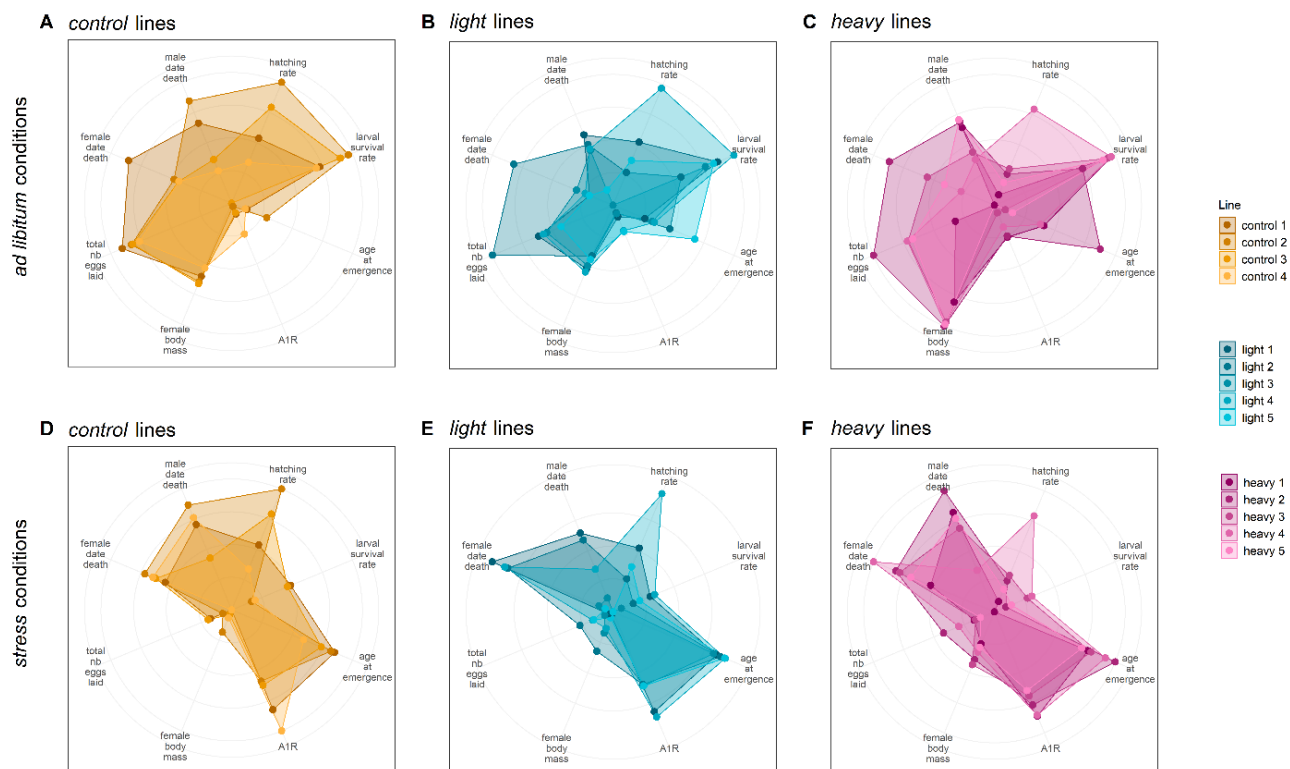 A control lines
B light lines
C heavy lines
ad libitum conditions
male
date
death
hatching
rate
larval
survival
rate
age
at
emergence
A1R
female
body
mass
total
nb
eggs
laid
female
date
death
male
date
death
hatching
rate
larval
survival
rate
age
at
emergence
A1R
female
body
mass
total
nb
eggs
laid
female
date
death
male
date
death
hatching
rate
larval
survival
rate
age
at
emergence
A1R
female
body
mass
total
nb
eggs
laid
female
date
death
Line
control 1
control 2
control 3
control 4
light 1
light 2
light 3
light 4
light 5
heavy 1
heavy 2
heavy 3
heavy 4
heavy 5
D control lines
E light lines
F heavy lines
stress conditions
male
date
death
hatching
rate
larval
survival
rate
age
at
emergence
A1R
female
body
mass
total
nb
eggs
laid
female
date
death
male
date
death
hatching
rate
larval
survival
rate
age
at
emergence
A1R
female
body
mass
total
nb
eggs
laid
female
date
death
male
date
death
hatching
rate
larval
survival
rate
age
at
emergence
A1R
female
body
mass
total
nb
eggs
laid
female
date
death